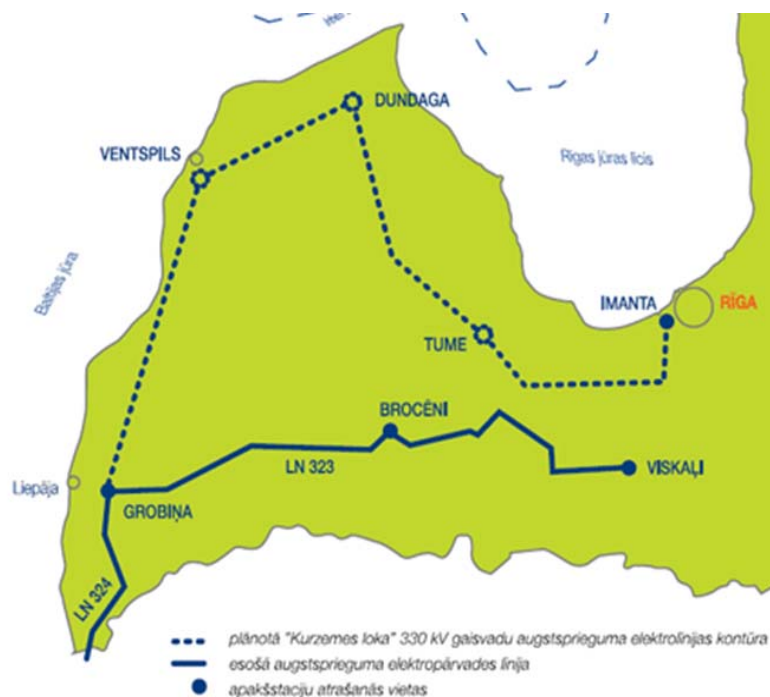 DUNDAGA
VENTSPILS
Rīgas jūras līcis
Baltijas jūra
IMANTA
RĪGA
TUME
BROCĒNI
LN 323
VISKAĻI
Liepāja
GROBIŅA
LN 324
plānotā "Kurzemes loka" 330 kV gaisvadu augstsprieguma elektrolīnijas kontūra
esošā augstsprieguma elektropārvades līnija
apakšstaciju atrašanās vietas